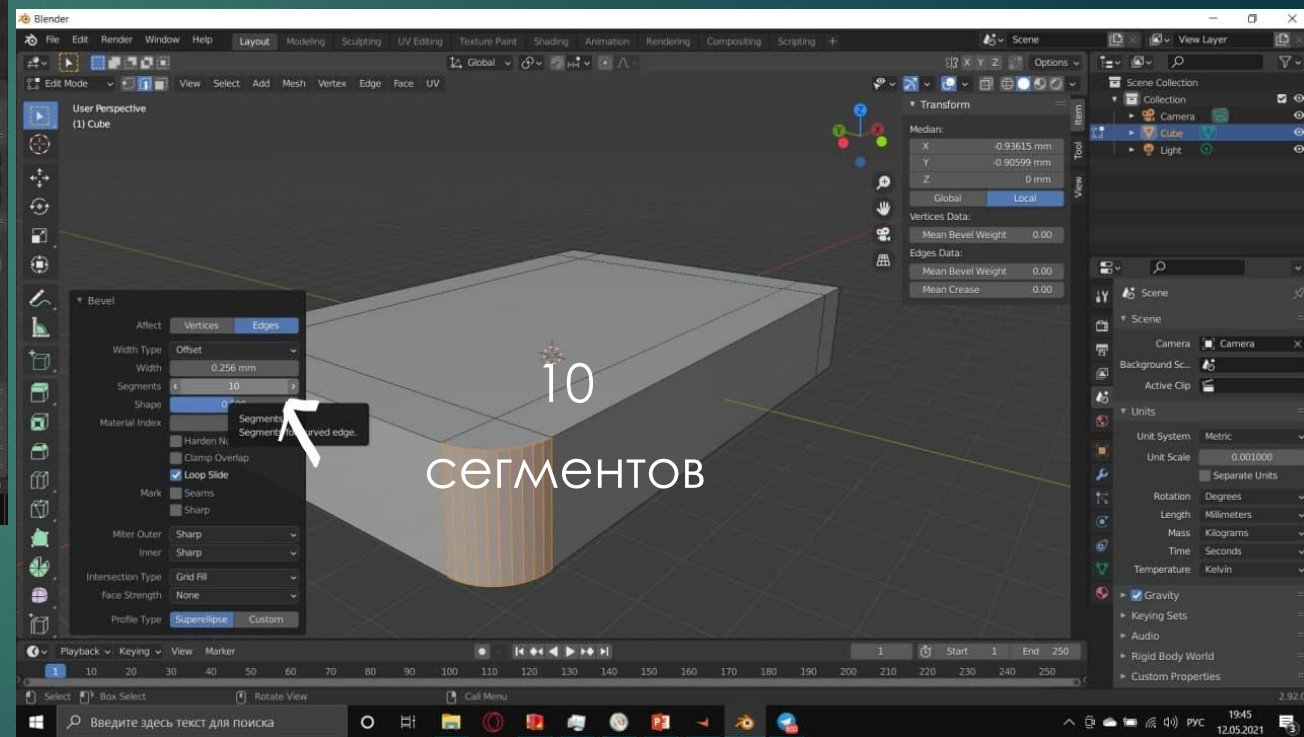 Blender
File Edit Render Window Help Layout Modeling Sculpting UV Editing Texture Paint Shading Animation Rendering Compositing Scripting + Scene View Layer
Global X Y Z Options
Edit Mode View Select Add Mesh Vertex Edge Face UV
User Perspective
(1) Cube
Z
Y
X
Transform
Median:
X -0.93615 mm
Y -0.90599 mm
Z 0 mm
Global Local
Vertices Data:
Mean Bevel Weight 0.00
Edges Data:
Mean Bevel Weight 0.00
Mean Crease 0.00
Item
Tool
View
Scene Collection
Collection
Camera
Cube
Light
Bevel
Affect Vertices Edges
Width Type Offset
Width 0.256 mm
Segments 10
Shape
Material Index
Clamp Overlap
Loop Slide
Mark Seams
Sharp
Miter Outer Sharp
Inner Sharp
Intersection Type Grid Fill
Face Strength None
Profile Type Superellipse Custom
Segments
10
сегментов
Scene
Scene
Camera Camera
Background Sc...
Active Clip
Units
Unit System Metric
Unit Scale 0.001000
Separate Units
Rotation Degrees
Length Millimeters
Mass Kilograms
Time Seconds
Temperature Kelvin
Gravity
Keying Sets
Audio
Rigid Body World
Custom Properties
Playback Keying View Marker 1 Start 1 End 250
1 10 20 30 40 50 60 70 80 90 100 110 120 130 140 150 160 170 180 190 200 210 220 230 240 250
Select Box Select Rotate View Call Menu 2.92.0
Введите здесь текст для поиска РУС 19:45
12.05.2021